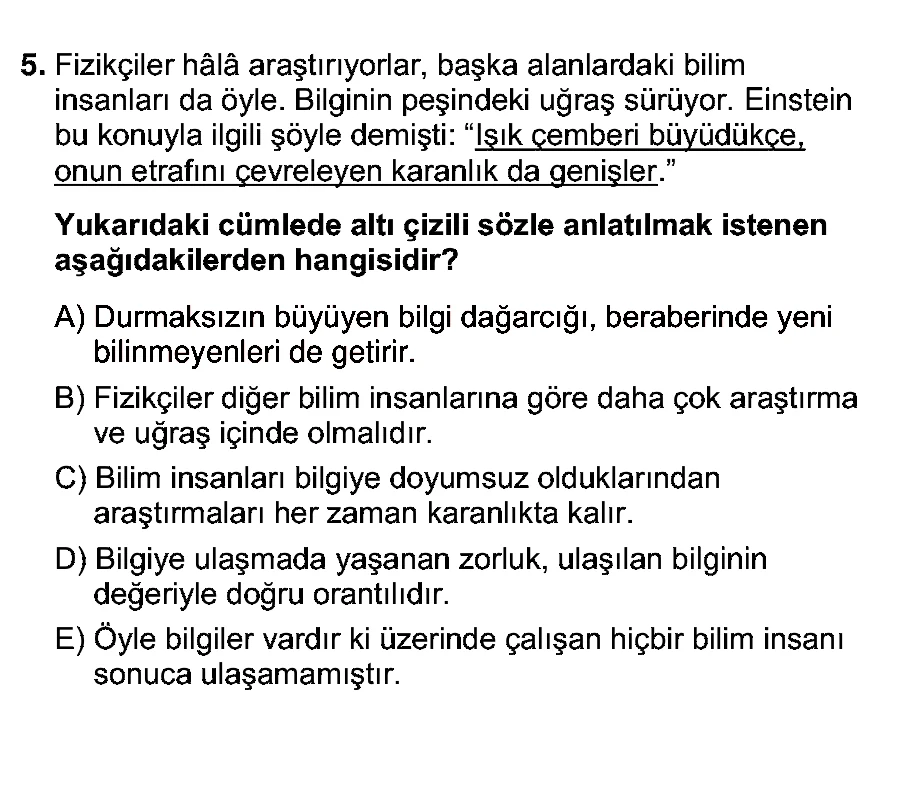 5. Fizikçiler hâlâ araştırıyorlar, başka alanlardaki bilim
insanları da öyle. Bilginin peşindeki uğraş sürüyor. Einstein
bu konuyla ilgili şöyle demişti: “Işık çemberi büyüdükçe,
onun etrafını çevreleyen karanlık da genişler.”
Yukarıdaki cümlede altı çizili sözle anlatılmak istenen
aşağıdakilerden hangisidir?
A) Durmaksızın büyüyen bilgi dağarcığı, beraberinde yeni
bilinmeyenleri de getirir.
B) Fizikçiler diğer bilim insanlarına göre daha çok araştırma
ve uğraş içinde olmalıdır.
C) Bilim insanları bilgiye doyumsuz olduklarından
araştırmaları her zaman karanlıkta kalır.
D) Bilgiye ulaşmada yaşanan zorluk, ulaşılan bilginin
değeriyle doğru orantılıdır.
E) Öyle bilgiler vardır ki üzerinde çalışan hiçbir bilim insanı
sonuca ulaşamamıştır.